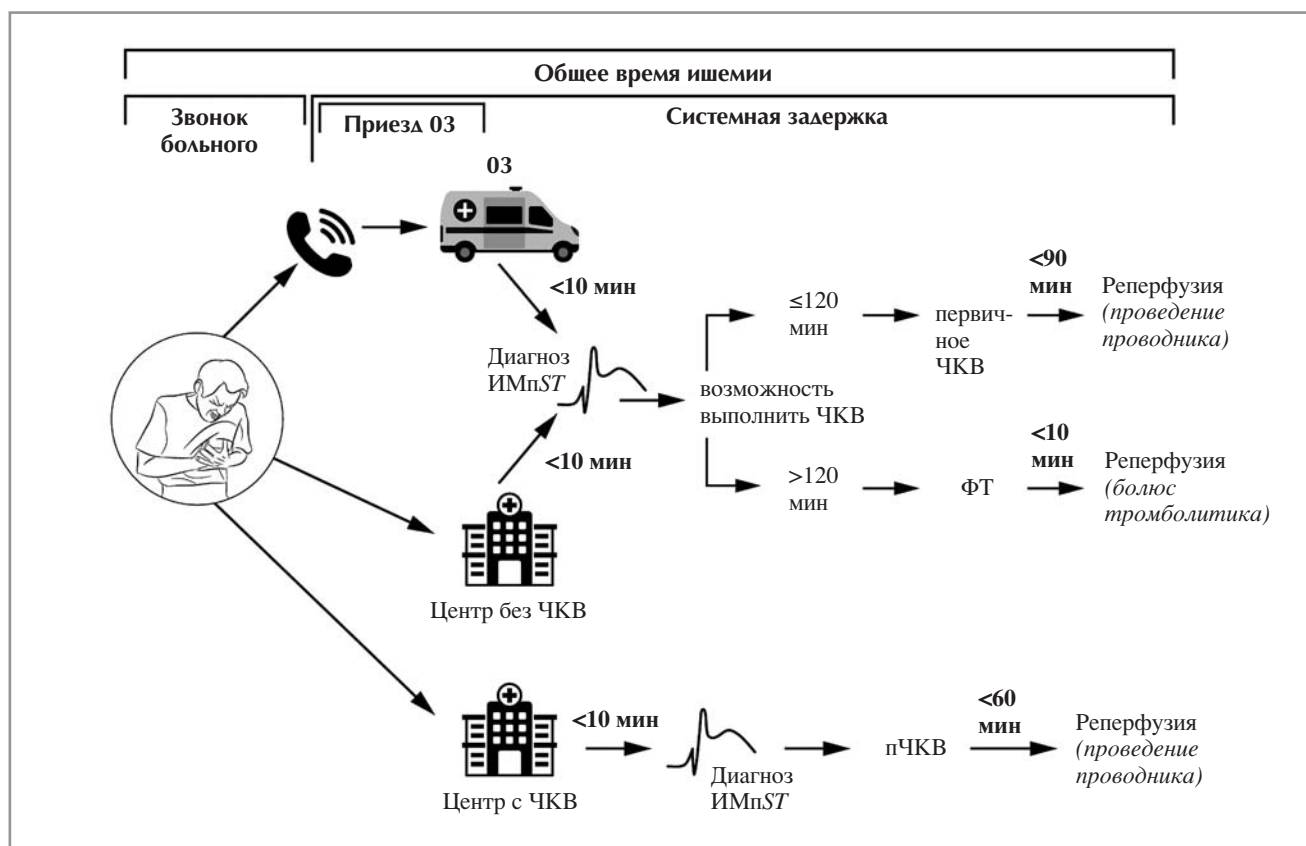 Общее время ишемии
Звонок
больного
Приезд 03
Системная задержка
03
<10 мин
Диагноз
ИМпST
<10 мин
возможность
выполнить ЧКВ
≤120
мин
первич-
ное
ЧКВ
<90
мин
Реперфузия
(проведение
проводника)
>120
мин
ФТ
<10
мин
Реперфузия
(болюс
тромболитика)
Центр без ЧКВ
Центр с ЧКВ
<10 мин
Диагноз
ИМпST
пЧКВ
<60
мин
Реперфузия
(проведение
проводника)